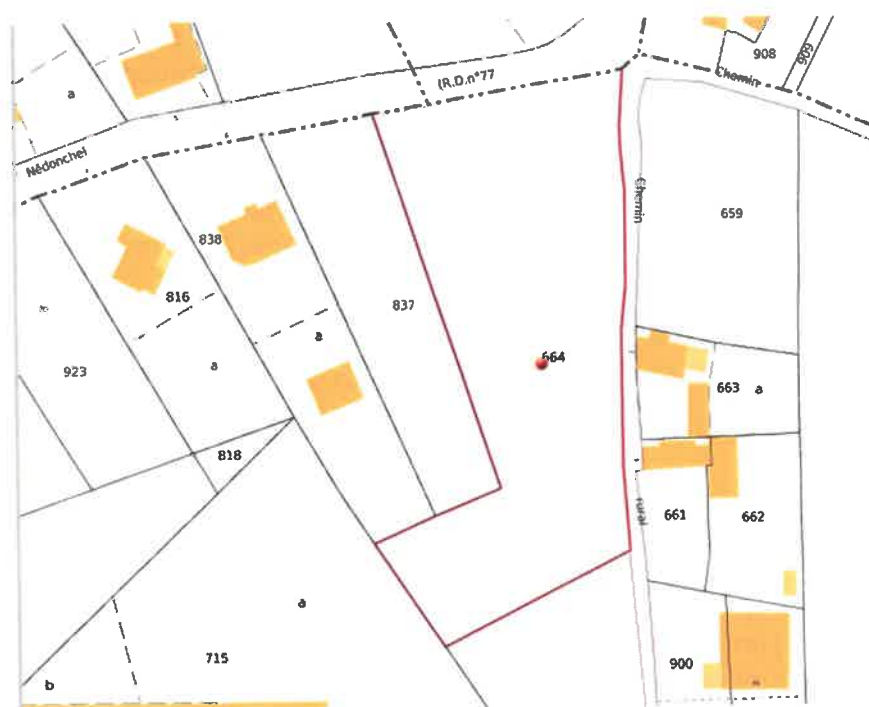 908
909
Chemin
(R.D.n°77
a
Nédonchel
659
Chemin
838
816
837
664
a
923
a
663 a
818
661
662
rural
a
715
900
b